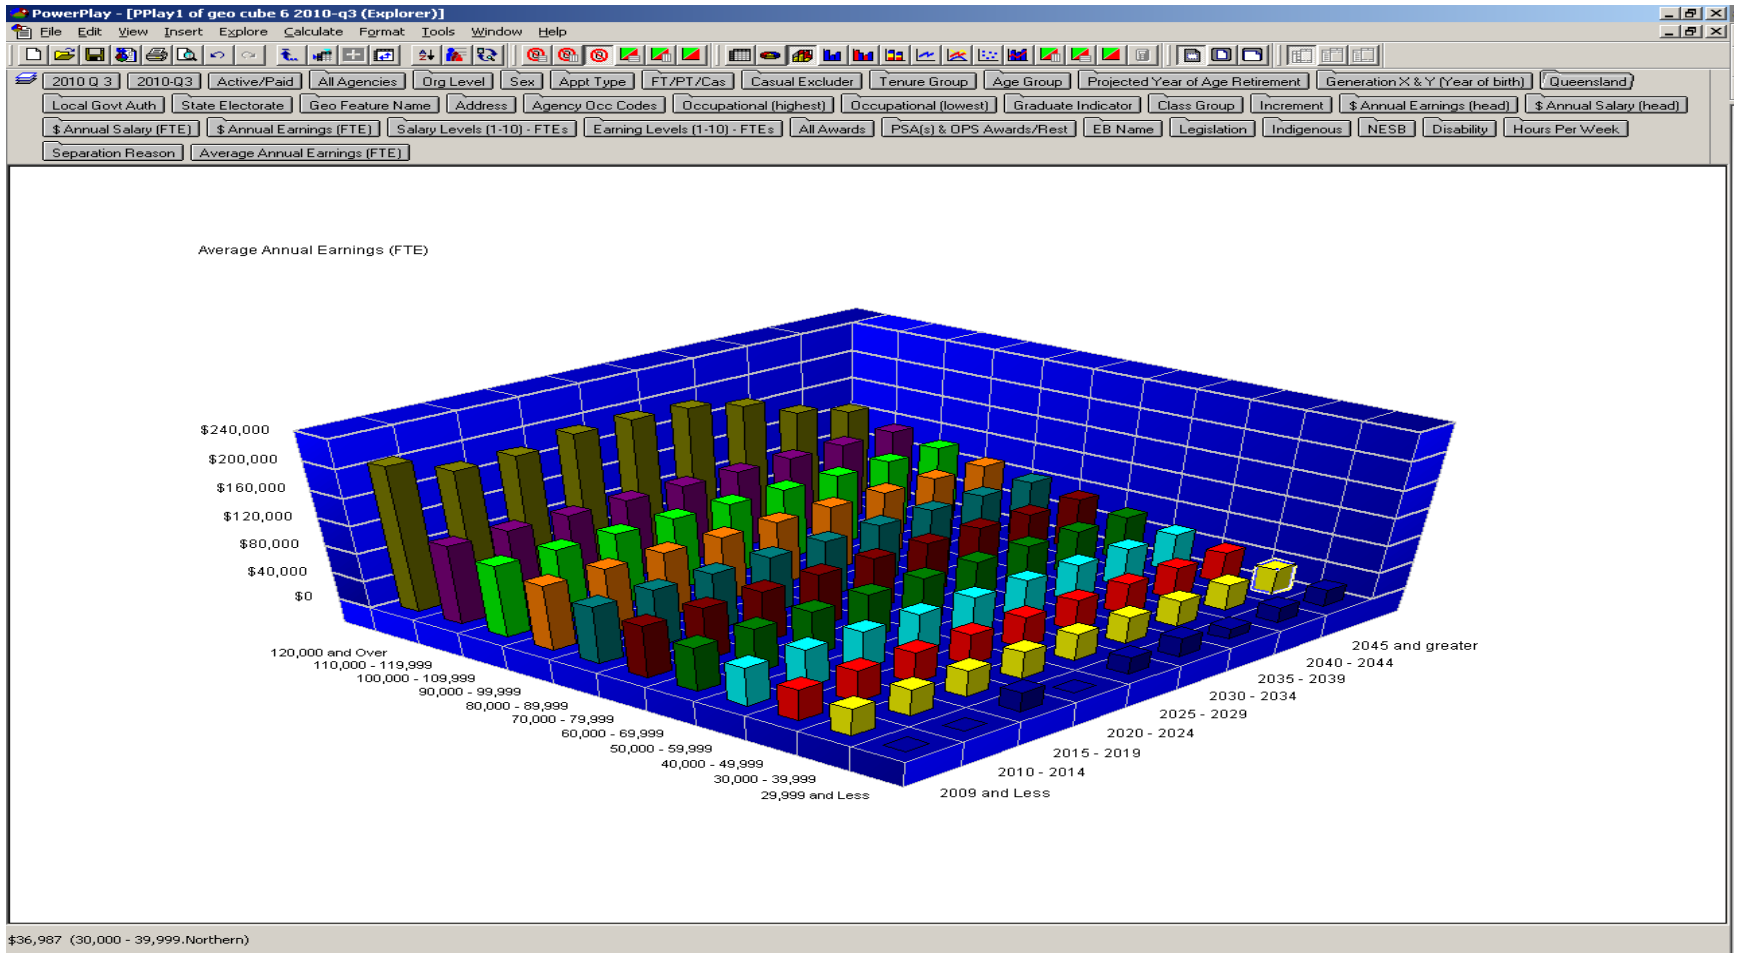 PowerPlay - [PPlay1 of geo cube 6 2010-q3 (Explorer)]
File Edit View Insert Explore Calculate Format Tools Window Help
2010 Q 3 2010-Q3 Active/Paid All Agencies Org Level Sex Appt Type FT/PT/Cas Casual Excluder Tenure Group Age Group Projected Year of Age Retirement Generation X & Y (Year of birth) Queensland
Local Govt Auth State Electorate Geo Feature Name Address Agency Occ Codes Occupational (highest) Occupational (lowest) Graduate Indicator Class Group Increment $ Annual Earnings (head) $ Annual Salary (head)
$ Annual Salary (FTE) $ Annual Earnings (FTE) Salary Levels (1-10) - FTEs Earning Levels (1-10) - FTEs All Awards PSA(s) & OPS Awards/Rest EB Name Legislation Indigenous NESB Disability Hours Per Week
Separation Reason Average Annual Earnings (FTE)
Average Annual Earnings (FTE)
$240,000
$200,000
$160,000
$120,000
$80,000
$40,000
$0
120,000 and Over
110,000 - 119,999
100,000 - 109,999
90,000 - 99,999
80,000 - 89,999
70,000 - 79,999
60,000 - 69,999
50,000 - 59,999
40,000 - 49,999
30,000 - 39,999
29,999 and Less
2045 and greater
2040 - 2044
2035 - 2039
2030 - 2034
2025 - 2029
2020 - 2024
2015 - 2019
2010 - 2014
2009 and Less
$36,987 (30,000 - 39,999.Northern)